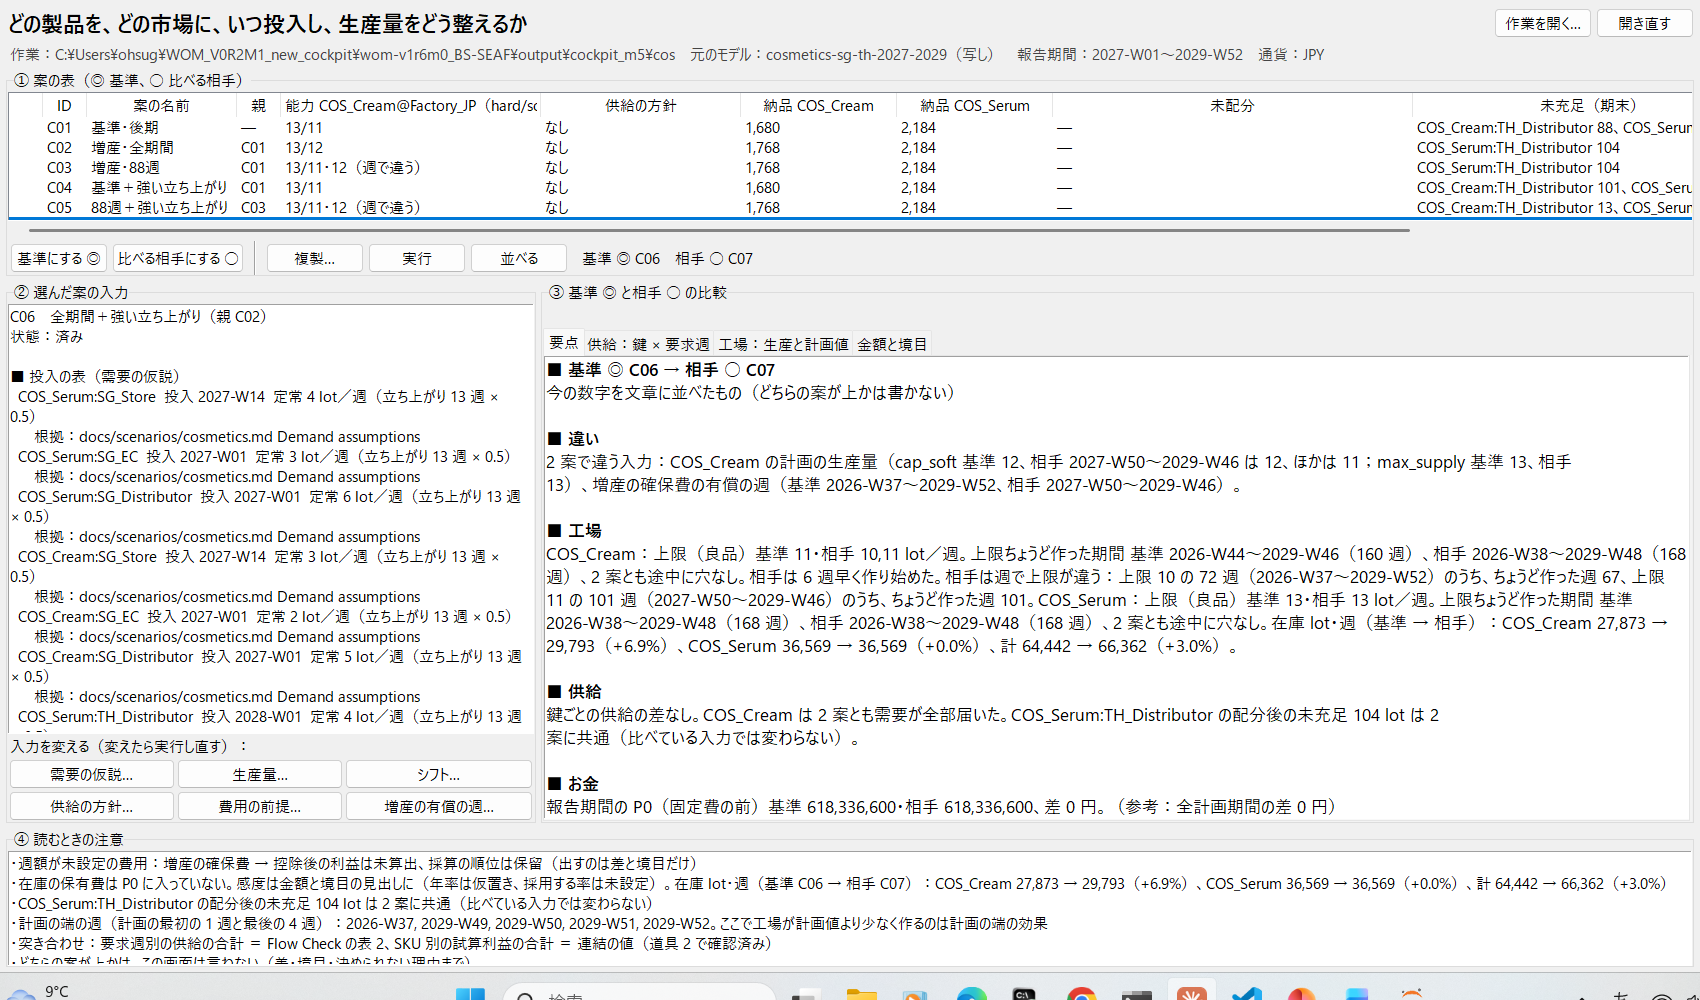 どの製品を、どの市場に、いつ投入し、生産量をどう整えるか
作業を開く...
開き直す
作業：C:¥Users¥ohsug¥WOM_V0R2M1_new_cockpit¥wom-v1r6m0_BS-SEAF¥output¥cockpit_m5¥cos　元のモデル：cosmetics-sg-th-2027-2029（写し）　報告期間：2027-W01～2029-W52　通貨：JPY
① 案の表（◎ 基準、○ 比べる相手）
ID 案の名前 親 能力 COS_Cream@Factory_JP（hard/so 供給の方針 納品 COS_Cream 納品 COS_Serum 未配分 未充足（期末）
C01 基準・後期 — 13/11 なし 1,680 2,184 — COS_Cream:TH_Distributor 88、COS_Serum
C02 増産・全期間 C01 13/12 なし 1,768 2,184 — COS_Serum:TH_Distributor 104
C03 増産・88週 C01 13/11・12（週で違う） なし 1,768 2,184 — COS_Serum:TH_Distributor 104
C04 基準＋強い立ち上がり C01 13/11 なし 1,680 2,184 — COS_Cream:TH_Distributor 101、COS_Seru
C05 88週＋強い立ち上がり C03 13/11・12（週で違う） なし 1,768 2,184 — COS_Cream:TH_Distributor 13、COS_Serum
基準にする ◎ 比べる相手にする ○ 複製... 実行 並べる 基準 ◎ C06　相手 ○ C07
② 選んだ案の入力
C06　全期間＋強い立ち上がり（親 C02）
状態：済み
■ 投入の表（需要の仮説）
COS_Serum:SG_Store 投入 2027-W14 定常 4 lot／週（立ち上がり 13 週 ×
0.5）
根拠：docs/scenarios/cosmetics.md Demand assumptions
COS_Serum:SG_EC 投入 2027-W01 定常 3 lot／週（立ち上がり 13 週 × 0.5）
根拠：docs/scenarios/cosmetics.md Demand assumptions
COS_Serum:SG_Distributor 投入 2027-W01 定常 6 lot／週（立ち上がり 13 週
× 0.5）
根拠：docs/scenarios/cosmetics.md Demand assumptions
COS_Cream:SG_Store 投入 2027-W14 定常 3 lot／週（立ち上がり 13 週 ×
0.5）
根拠：docs/scenarios/cosmetics.md Demand assumptions
COS_Cream:SG_EC 投入 2027-W01 定常 2 lot／週（立ち上がり 13 週 × 0.5）
根拠：docs/scenarios/cosmetics.md Demand assumptions
COS_Cream:SG_Distributor 投入 2027-W01 定常 5 lot／週（立ち上がり 13 週
× 0.5）
根拠：docs/scenarios/cosmetics.md Demand assumptions
COS_Serum:TH_Distributor 投入 2028-W01 定常 4 lot／週（立ち上がり 13 週
入力を変える（変えたら実行し直す）：
需要の仮説... 生産量... シフト...
供給の方針... 費用の前提... 増産の有償の週...
③ 基準 ◎ と相手 ○ の比較
要点 供給：鍵 × 要求週 工場：生産と計画値 金額と境目
■ 基準 ◎ C06 → 相手 ○ C07
今の数字を文章に並べたもの（どちらの案が上かは書かない）
■ 違い
2 案で違う入力：COS_Cream の計画の生産量（cap_soft 基準 12、相手 2027-W50～2029-W46 は 12、ほかは 11；max_supply 基準 13、相手
13）、増産の確保費の有償の週（基準 2026-W37～2029-W52、相手 2027-W50～2029-W46）。
■ 工場
COS_Cream：上限（良品）基準 11・相手 10,11 lot／週。上限ちょうど作った期間 基準 2026-W44～2029-W46（160 週）、相手 2026-W38～2029-W48（168
週）、2 案とも途中に穴なし。相手は 6 週早く作り始めた。相手は週で上限が違う：上限 10 の 72 週（2026-W37～2029-W52）のうち、ちょうど作った週 67、上限
11 の 101 週（2027-W50～2029-W46）のうち、ちょうど作った週 101。COS_Serum：上限（良品）基準 13・相手 13 lot／週。上限ちょうど作った期間 基準
2026-W38～2029-W48（168 週）、相手 2026-W38～2029-W48（168 週）、2 案とも途中に穴なし。在庫 lot・週（基準 → 相手）：COS_Cream 27,873 →
29,793（+6.9%）、COS_Serum 36,569 → 36,569（+0.0%）、計 64,442 → 66,362（+3.0%）。
■ 供給
鍵ごとの供給の差なし。COS_Cream は 2 案とも需要が全部届いた。COS_Serum:TH_Distributor の配分後の未充足 104 lot は 2
案に共通（比べている入力では変わらない）。
■ お金
報告期間の P0（固定費の前）基準 618,336,600・相手 618,336,600、差 0 円。（参考：全計画期間の差 0 円）
④ 読むときの注意
・週額が未設定の費用：増産の確保費 → 控除後の利益は未算出、採算の順位は保留（出すのは差と境目だけ）
・在庫の保有費は P0 に入っていない。感度は金額と境目の見出しに（年率は仮置き、採用する率は未設定）。在庫 lot・週（基準 C06 → 相手 C07）：COS_Cream 27,873 → 29,793（+6.9%）、COS_Serum 36,569 → 36,569（+0.0%）、計 64,442 → 66,362（+3.0%）
・COS_Serum:TH_Distributor の配分後の未充足 104 lot は 2 案に共通（比べている入力では変わらない）
・計画の端の週（計画の最初の 1 週と最後の 4 週）：2026-W37, 2029-W49, 2029-W50, 2029-W51, 2029-W52。ここで工場が計画値より少なく作るのは計画の端の効果
・突き合わせ：要求週別の供給の合計 ＝ Flow Check の表 2、SKU 別の試算利益の合計 ＝ 連結の値（道具 2 で確認済み）
・どちらの案が上かは、この画面は言わない（差・境目・決められない理由まで）
9°C
検索
あ